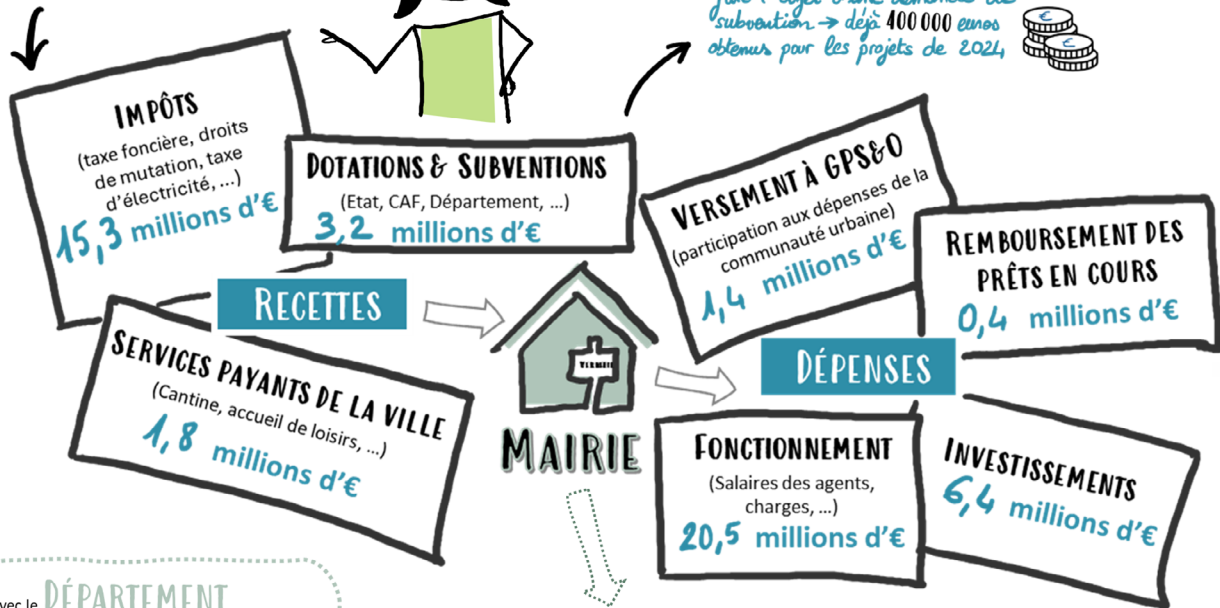 subvention → déjà 400 000 euros
obtenus pour les projets de 2024
IMPÔTS
(taxe foncière, droits
de mutation, taxe
d'électricité, ...)
15,3 millions d'€
DOTATIONS & SUBVENTIONS
(Etat, CAF, Département, ...)
3,2 millions d'€
RECETTES
SERVICES PAYANTS DE LA VILLE
(Cantine, accueil de loisirs, ...)
1,8 millions d'€
MAIRIE
VERSEMENT À GPS&O
(participation aux dépenses de la
communauté urbaine)
1,4 millions d'€
REMBOURSEMENT DES
PRÊTS EN COURS
0,4 millions d'€
DÉPENSES
FONCTIONNEMENT
(Salaires des agents,
charges, ...)
20,5 millions d'€
INVESTISSEMENTS
6,4 millions d'€
avec le DÉPARTEMENT